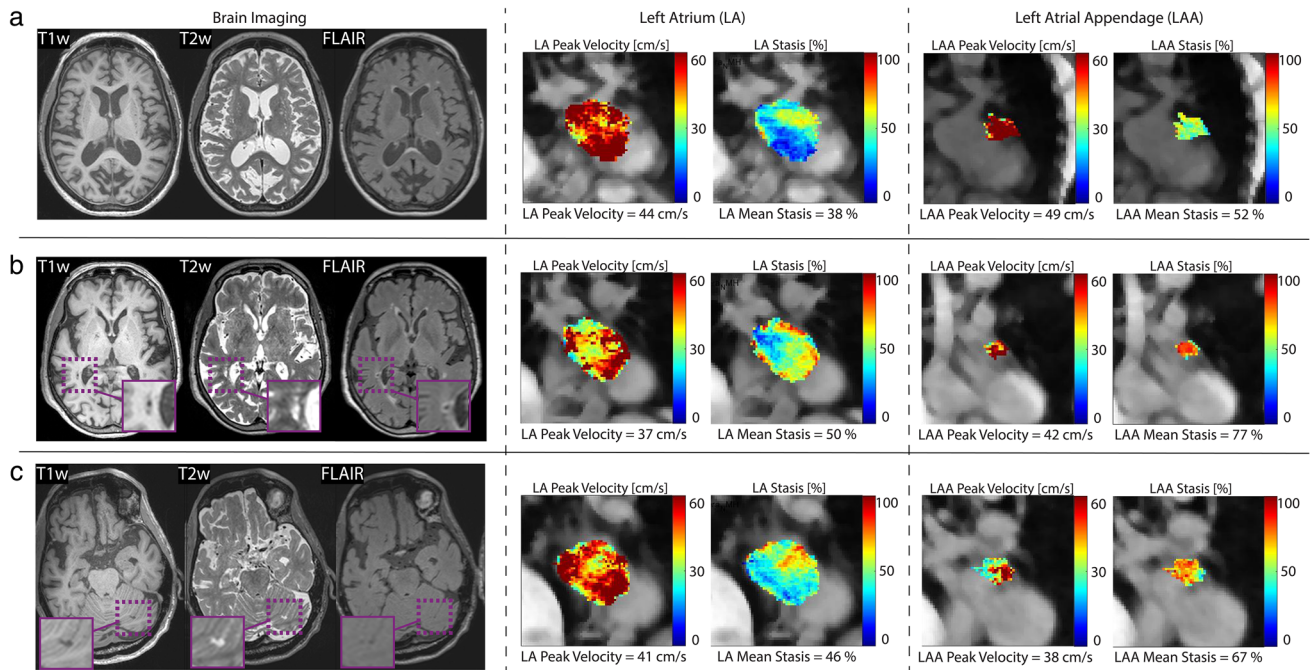 a
Brain Imaging
Left Atrium (LA)
Left Atrial Appendage (LAA)
T1w
T2w
FLAIR
LA Peak Velocity [cm/s]
60
30
0
LA Peak Velocity = 44 cm/s
LA Stasis [%]
100
50
0
LA Mean Stasis = 38 %
LAA Peak Velocity [cm/s]
60
30
0
LAA Peak Velocity = 49 cm/s
LAA Stasis [%]
100
50
0
LAA Mean Stasis = 52 %
b
T1w
T2w
FLAIR
LA Peak Velocity [cm/s]
60
30
0
LA Peak Velocity = 37 cm/s
LA Stasis [%]
100
50
0
LA Mean Stasis = 50 %
LAA Peak Velocity [cm/s]
60
30
0
LAA Peak Velocity = 42 cm/s
LAA Stasis [%]
100
50
0
LAA Mean Stasis = 77 %
c
T1w
T2w
FLAIR
LA Peak Velocity [cm/s]
60
30
0
LA Peak Velocity = 41 cm/s
LA Stasis [%]
100
50
0
LA Mean Stasis = 46 %
LAA Peak Velocity [cm/s]
60
30
0
LAA Peak Velocity = 38 cm/s
LAA Stasis [%]
100
50
0
LAA Mean Stasis = 67 %